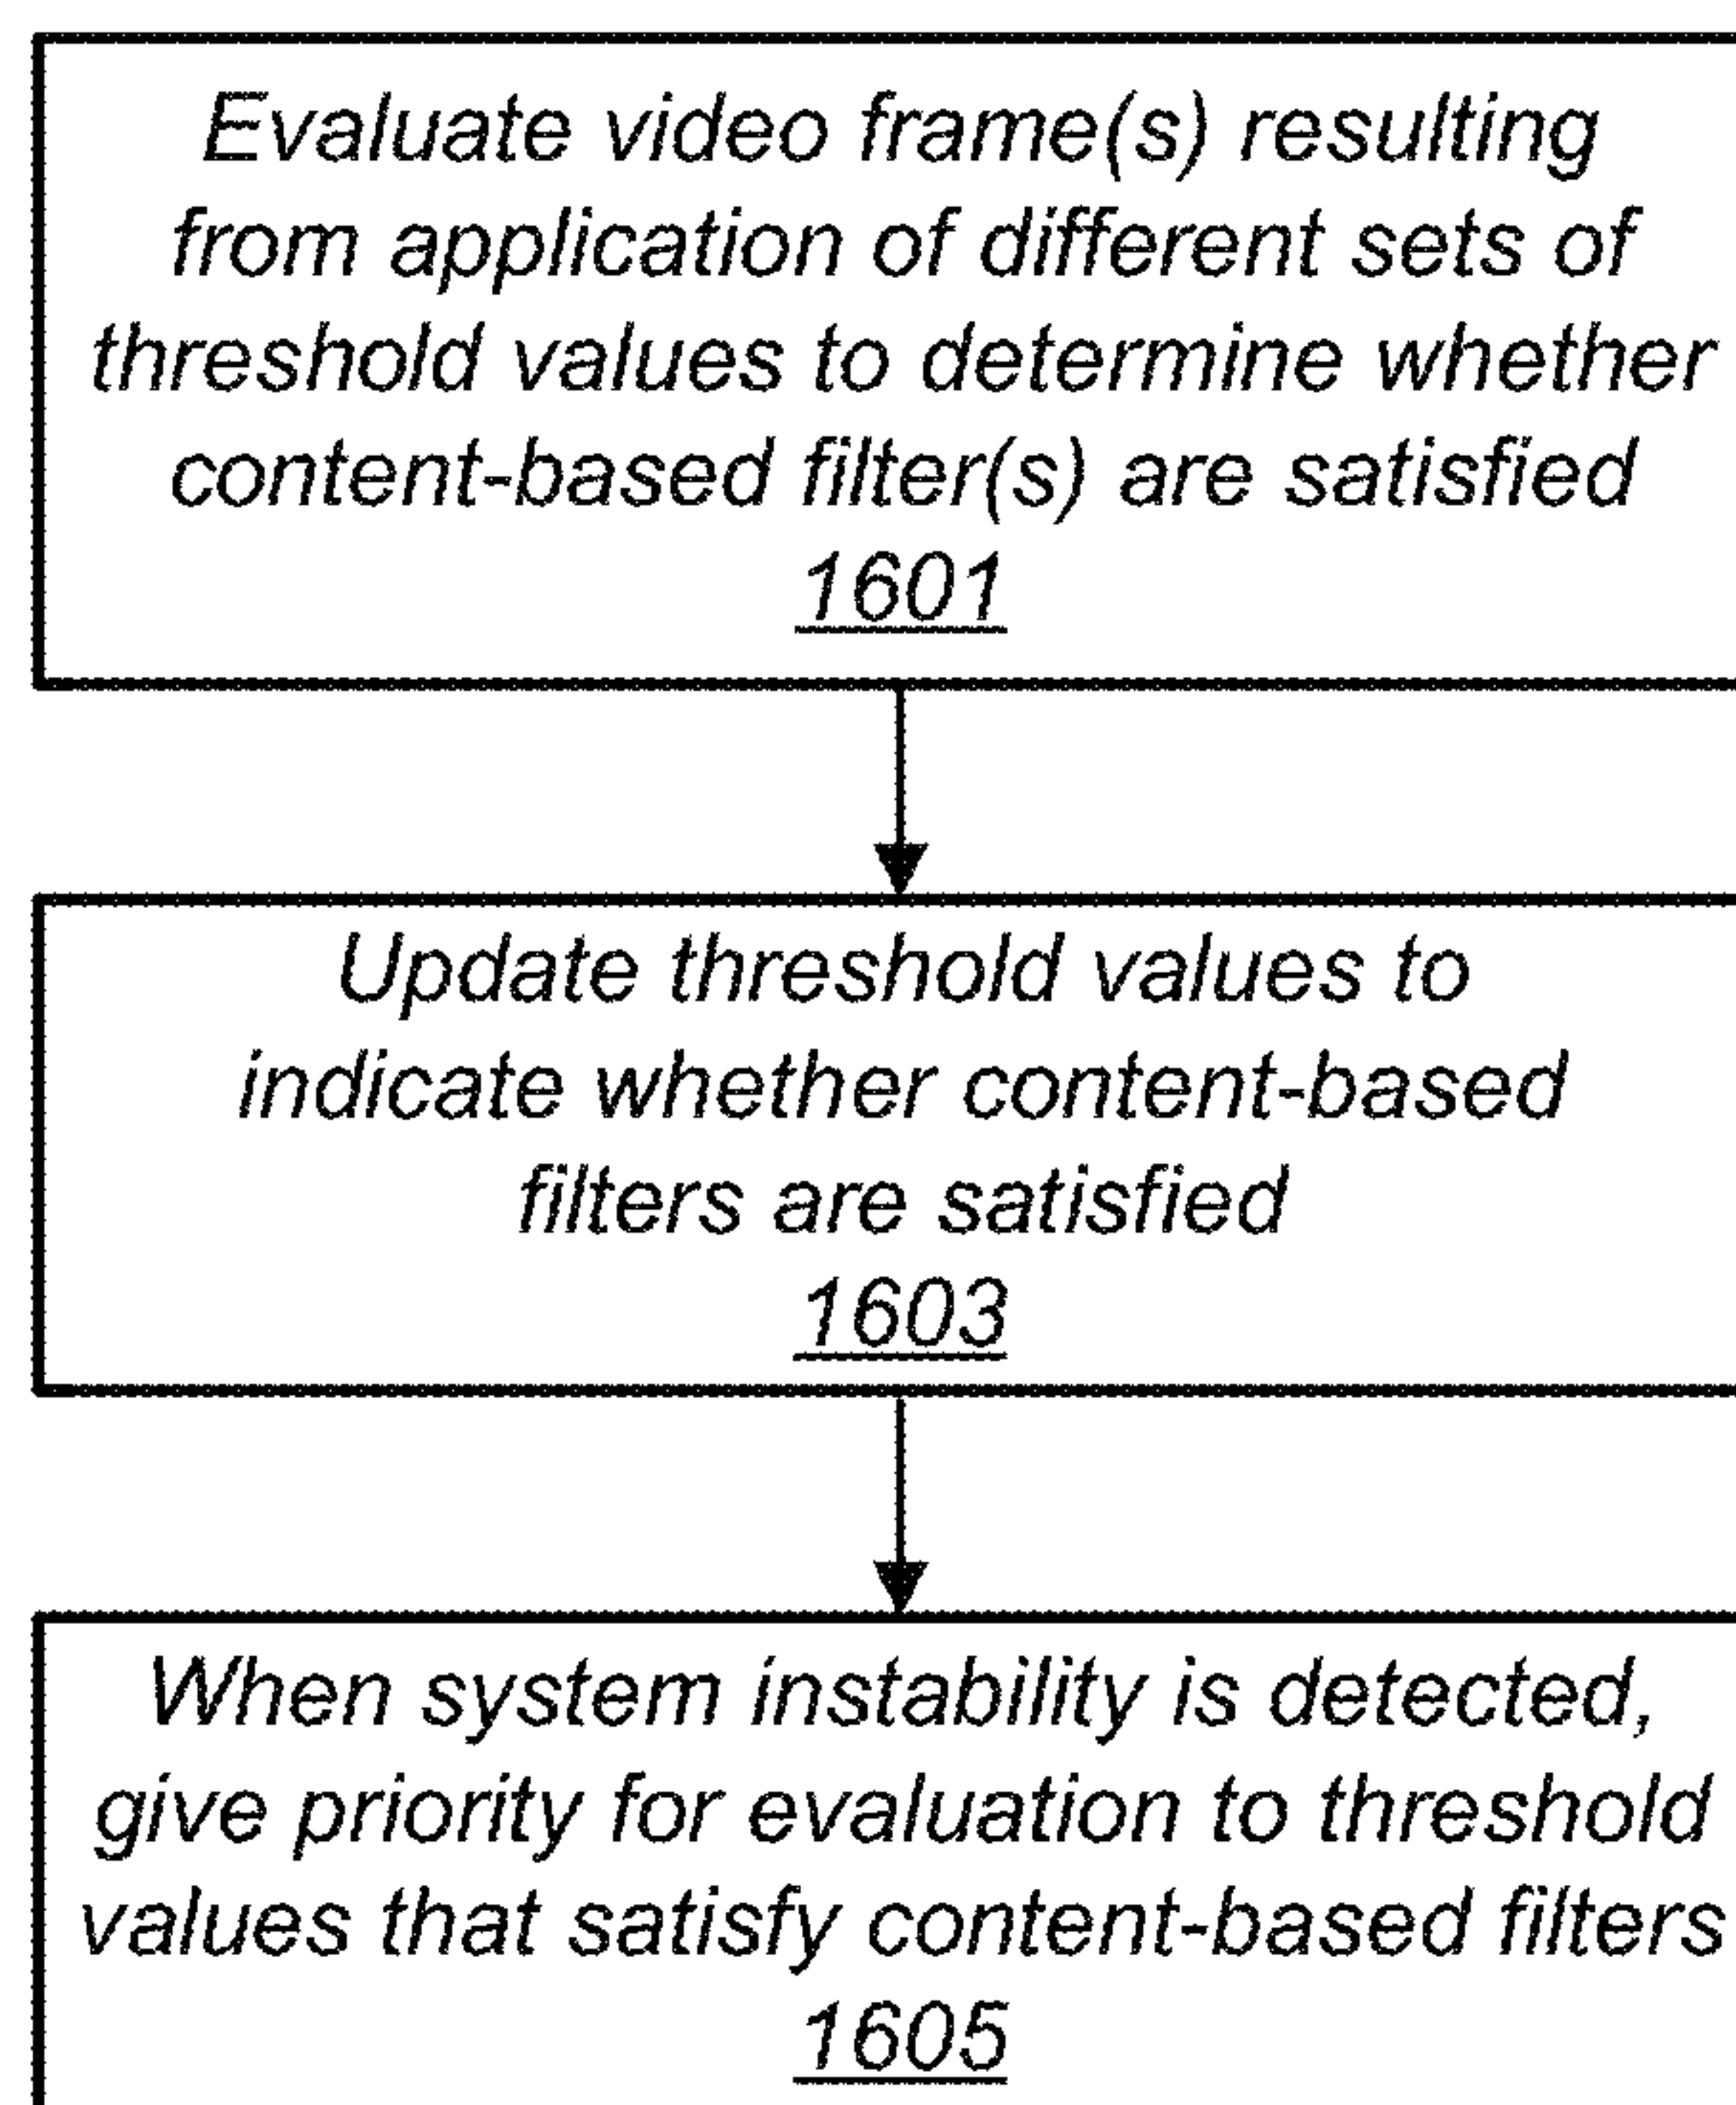 Evaluate video frame(s) resulting
from application of different sets of
threshold values to determine whether
content-based filter(s) are satisfied
1601
Update threshold values to
indicate whether content-based
filters are satisfied
1603
When system instability is detected,
give priority for evaluation to threshold
values that satisfy content-based filters
1605